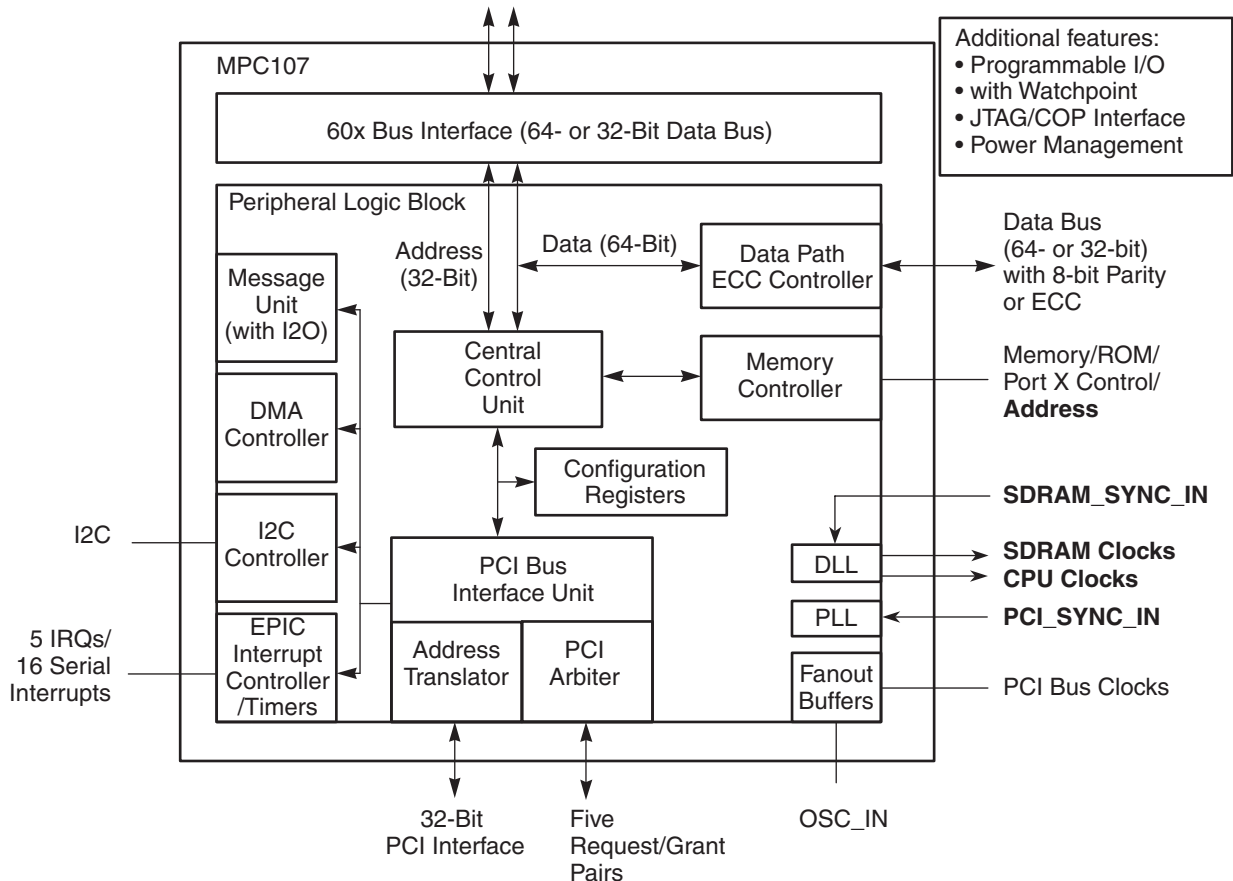 MPC107
60x Bus Interface (64- or 32-Bit Data Bus)
Additional features:
• Programmable I/O
• with Watchpoint
• JTAG/COP Interface
• Power Management
Peripheral Logic Block
Message
Unit
(with I2O)
Address
(32-Bit)
Data (64-Bit)
Data Path
ECC Controller
Data Bus
(64- or 32-bit)
with 8-bit Parity
or ECC
Central
Control
Unit
Memory
Controller
Memory/ROM/
Port X Control/
Address
DMA
Controller
Configuration
Registers
I2C
I2C
Controller
SDRAM_SYNC_IN
DLL
SDRAM Clocks
CPU Clocks
PCI Bus
Interface Unit
PLL
PCI_SYNC_IN
5 IRQs/
16 Serial
Interrupts
EPIC
Interrupt
Controller
/Timers
Address
Translator
PCI
Arbiter
Fanout
Buffers
PCI Bus Clocks
32-Bit
PCI Interface
Five
Request/Grant
Pairs
OSC_IN